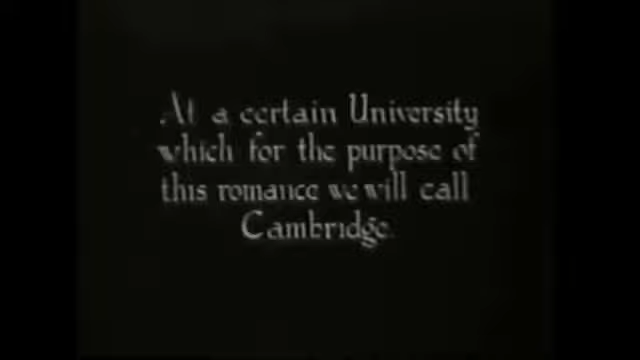 At a certain University
which for the purpose of
this romance we will call
Cambridge.